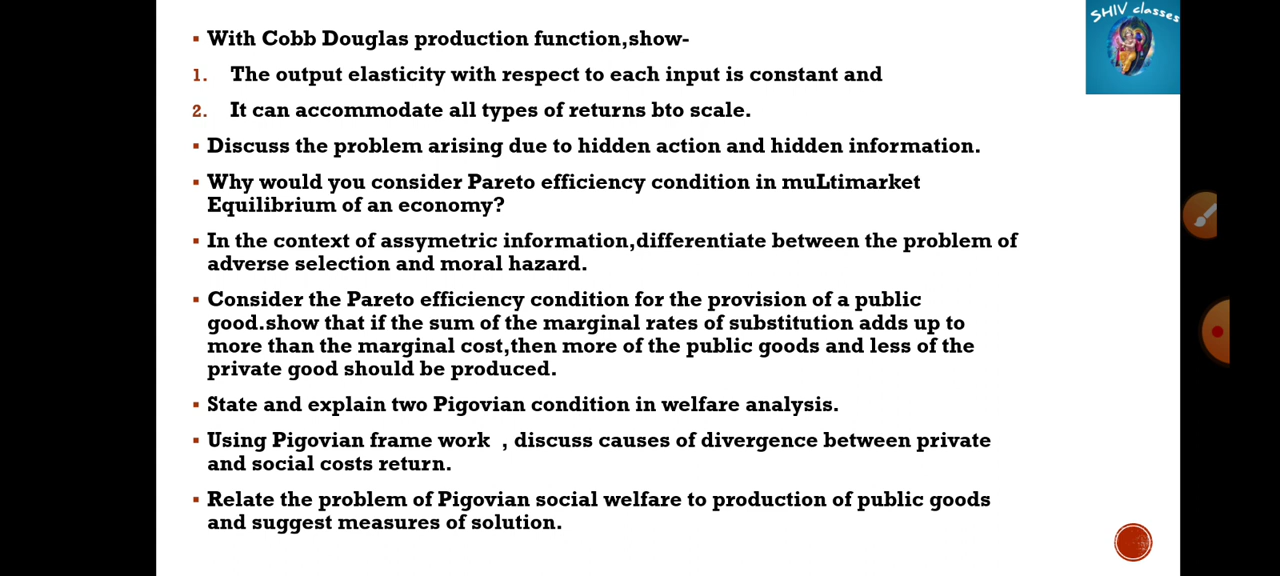 SHIV classes
▪ With Cobb Douglas production function,show-
1. The output elasticity with respect to each input is constant and
2. It can accommodate all types of returns bto scale.
▪ Discuss the problem arising due to hidden action and hidden information.
▪ Why would you consider Pareto efficiency condition in muLtimarket
Equilibrium of an economy?
▪ In the context of assymetric information,differentiate between the problem of
adverse selection and moral hazard.
▪ Consider the Pareto efficiency condition for the provision of a public
good.show that if the sum of the marginal rates of substitution adds up to
more than the marginal cost,then more of the public goods and less of the
private good should be produced.
▪ State and explain two Pigovian condition in welfare analysis.
▪ Using Pigovian frame work , discuss causes of divergence between private
and social costs return.
▪ Relate the problem of Pigovian social welfare to production of public goods
and suggest measures of solution.